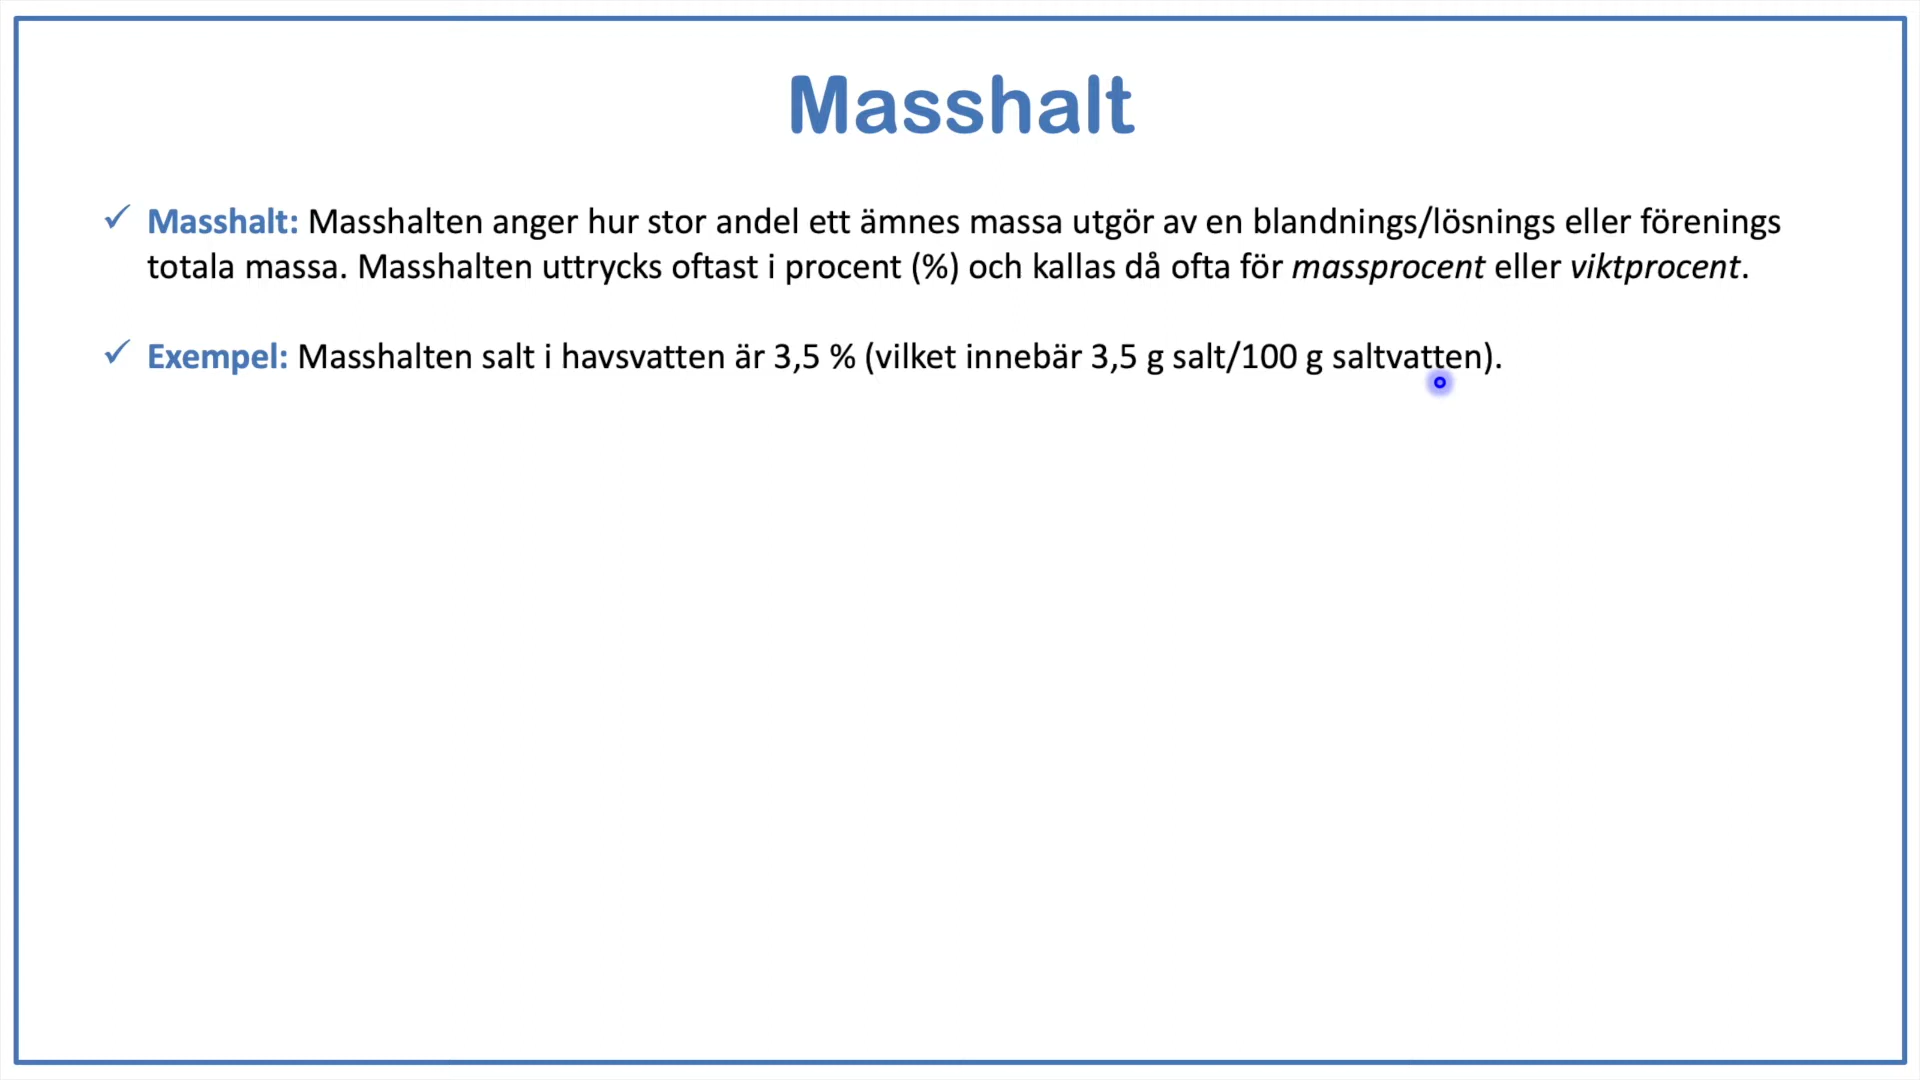 Masshalt
✓ Masshalt: Masshalten anger hur stor andel ett ämnes massa utgör av en blandnings/lösnings eller förenings
totala massa. Masshalten uttrycks oftast i procent (%) och kallas då ofta för massprocent eller viktprocent.
✓ Exempel: Masshalten salt i havsvatten är 3,5 % (vilket innebär 3,5 g salt/100 g saltvatten).